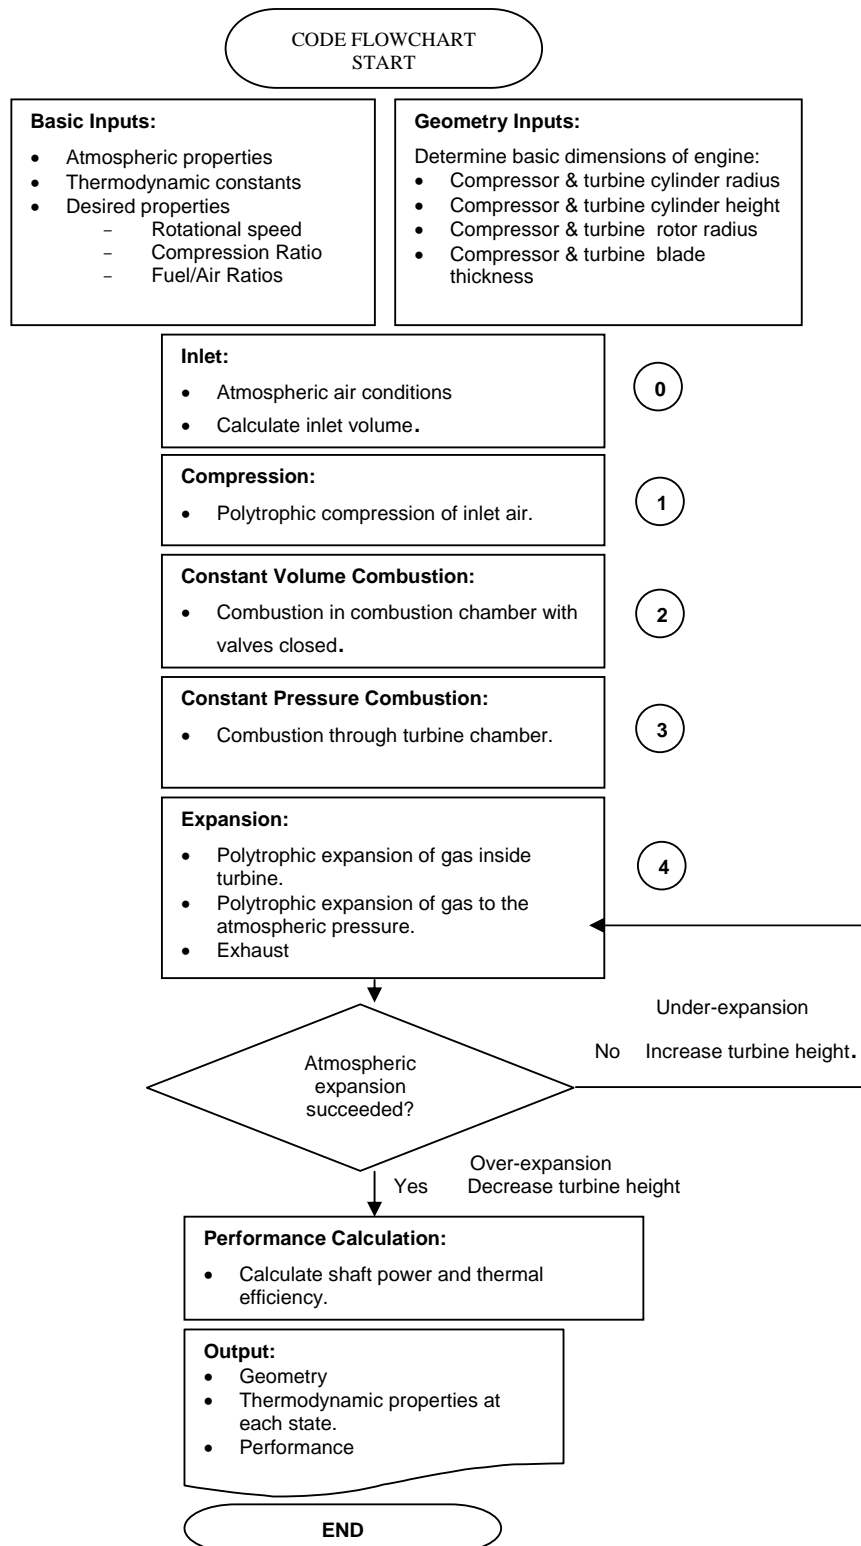 CODE FLOWCHART
START
Basic Inputs:
• Atmospheric properties
• Thermodynamic constants
• Desired properties
– Rotational speed
– Compression Ratio
– Fuel/Air Ratios
Geometry Inputs:
Determine basic dimensions of engine:
• Compressor & turbine cylinder radius
• Compressor & turbine cylinder height
• Compressor & turbine rotor radius
• Compressor & turbine blade
thickness
Inlet:
• Atmospheric air conditions
• Calculate inlet volume.
0
Compression:
• Polytrophic compression of inlet air.
1
Constant Volume Combustion:
• Combustion in combustion chamber with
valves closed.
2
Constant Pressure Combustion:
• Combustion through turbine chamber.
3
Expansion:
• Polytrophic expansion of gas inside
turbine.
• Polytrophic expansion of gas to the
atmospheric pressure.
• Exhaust
4
Under-expansion
No Increase turbine height.
Atmospheric
expansion
succeeded?
Over-expansion
Yes Decrease turbine height
Performance Calculation:
• Calculate shaft power and thermal
efficiency.
Output:
• Geometry
• Thermodynamic properties at
each state.
• Performance
END